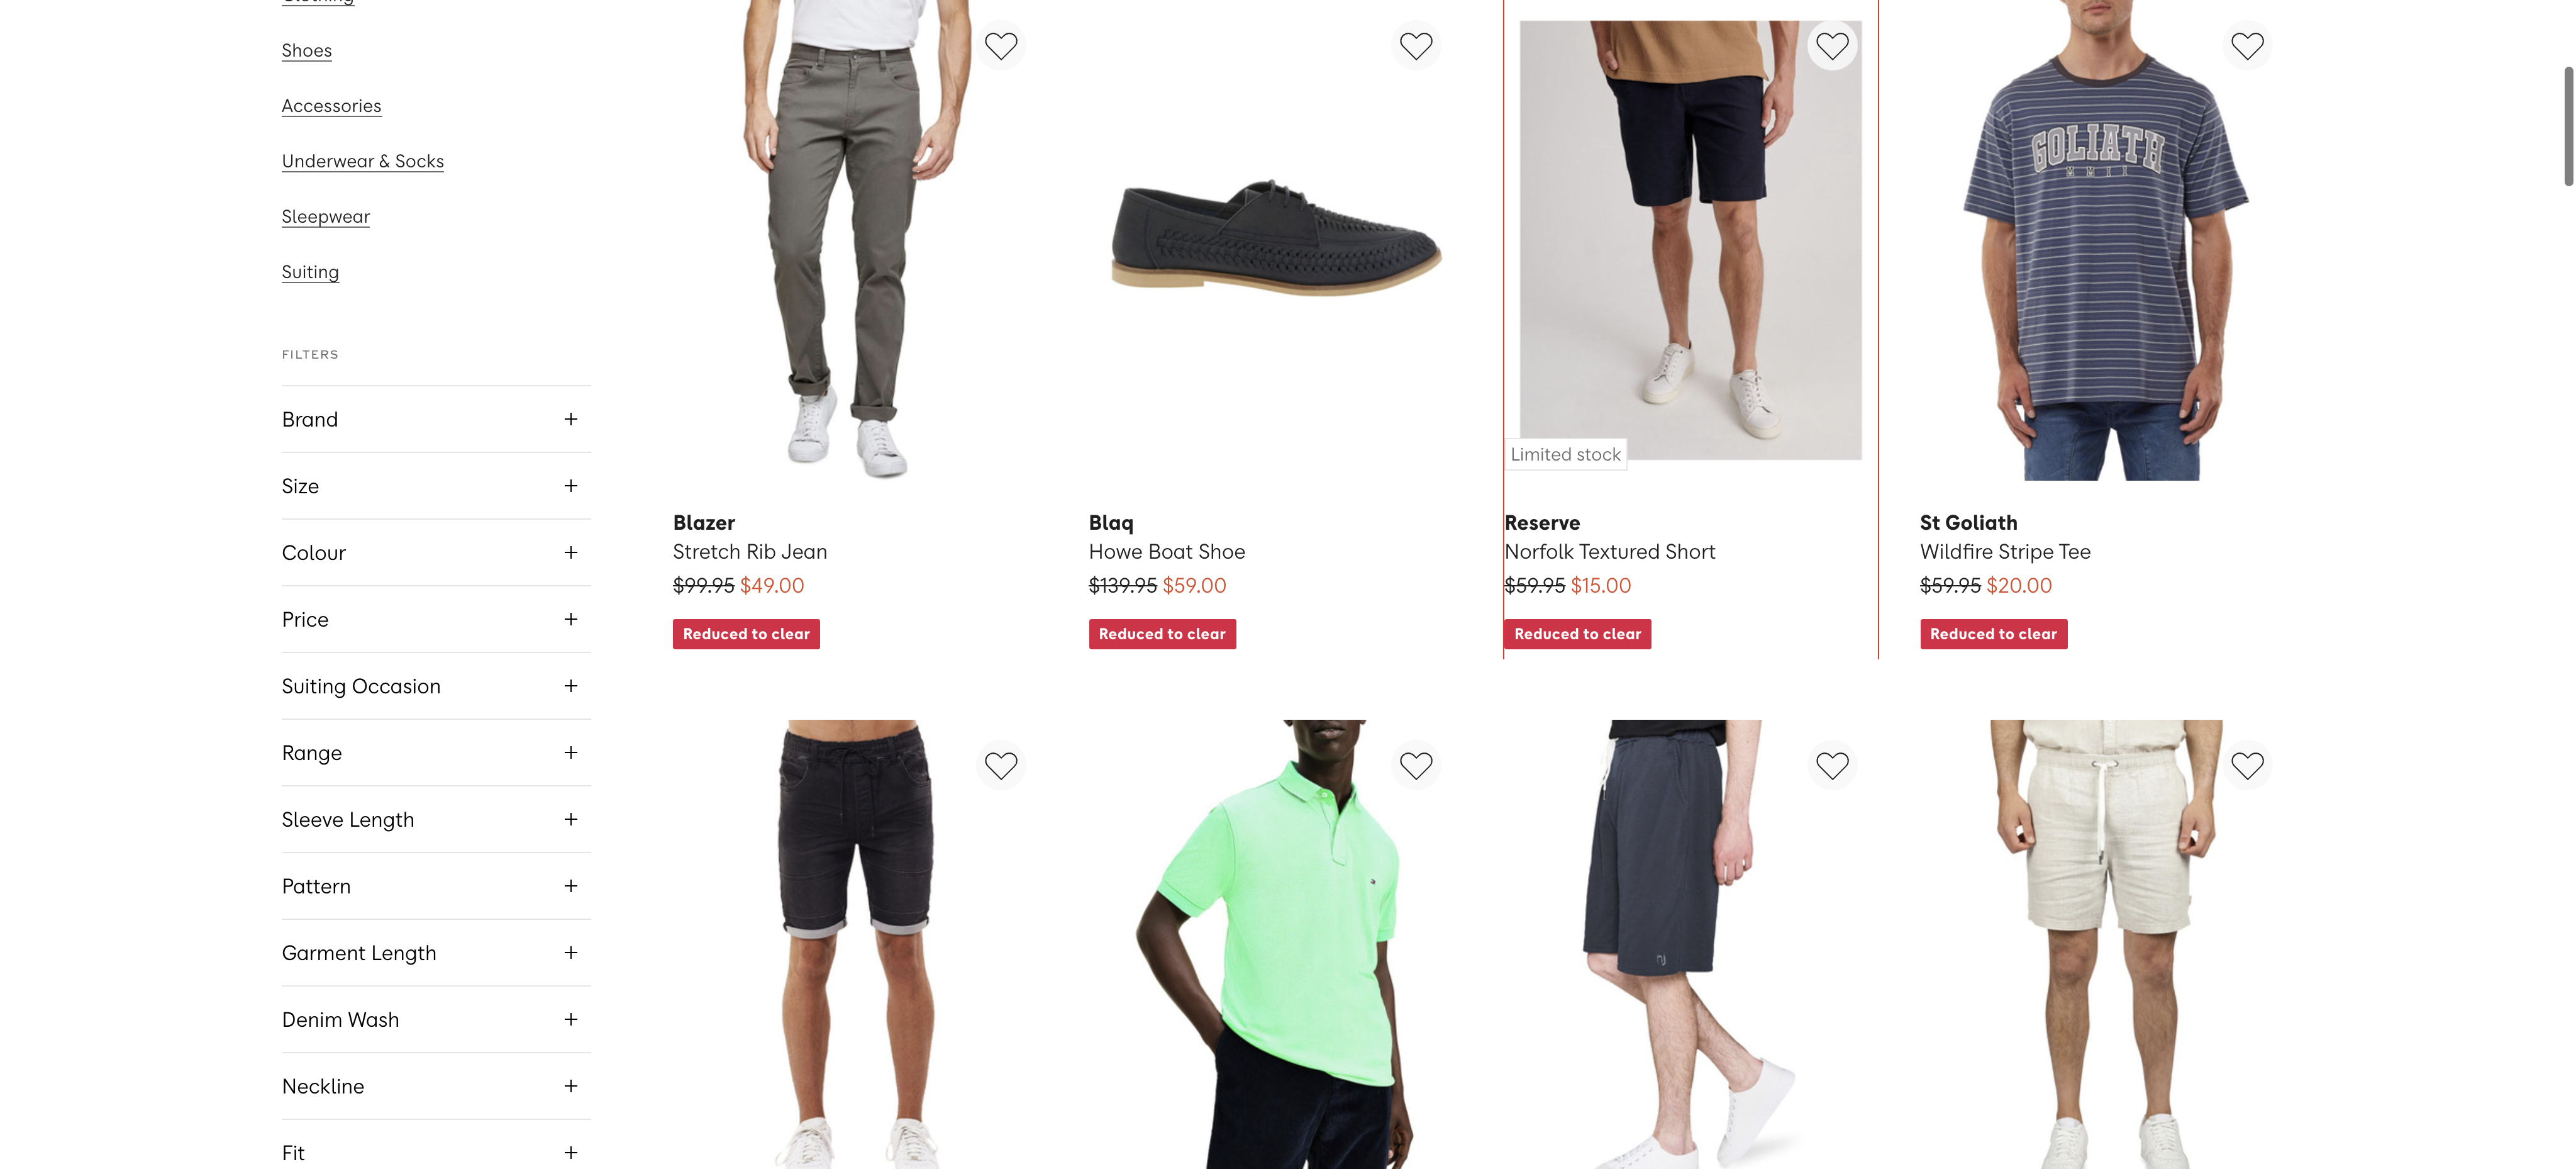 Clothing
Shoes
Accessories
Underwear & Socks
Sleepwear
Suiting
FILTERS
Brand
Size
Colour
Price
Suiting Occasion
Range
Sleeve Length
Pattern
Garment Length
Denim Wash
Neckline
Fit
GOLIATH
MMII
Limited stock
Blazer
Stretch Rib Jean
$99.95 $49.00
Reduced to clear
Blaq
Howe Boat Shoe
$139.95 $59.00
Reduced to clear
Reserve
Norfolk Textured Short
$59.95 $15.00
Reduced to clear
St Goliath
Wildfire Stripe Tee
$59.95 $20.00
Reduced to clear
nj